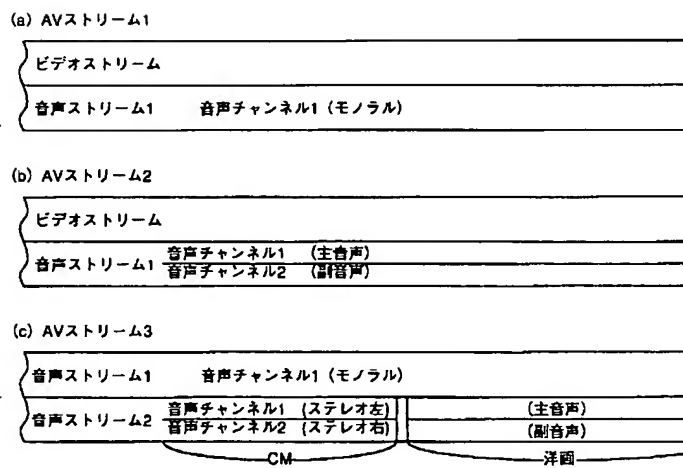 (a) AVストリーム1
ビデオストリーム
音声ストリーム1 音声チャンネル1 (モノラル)
(b) AVストリーム2
ビデオストリーム
音声ストリーム1
音声チャンネル1 (主音声)
音声チャンネル2 (副音声)
(c) AVストリーム3
音声ストリーム1 音声チャンネル1 (モノラル)
音声ストリーム2
音声チャンネル1 (ステレオ左) (主音声)
音声チャンネル2 (ステレオ右) (副音声)
CM 洋画